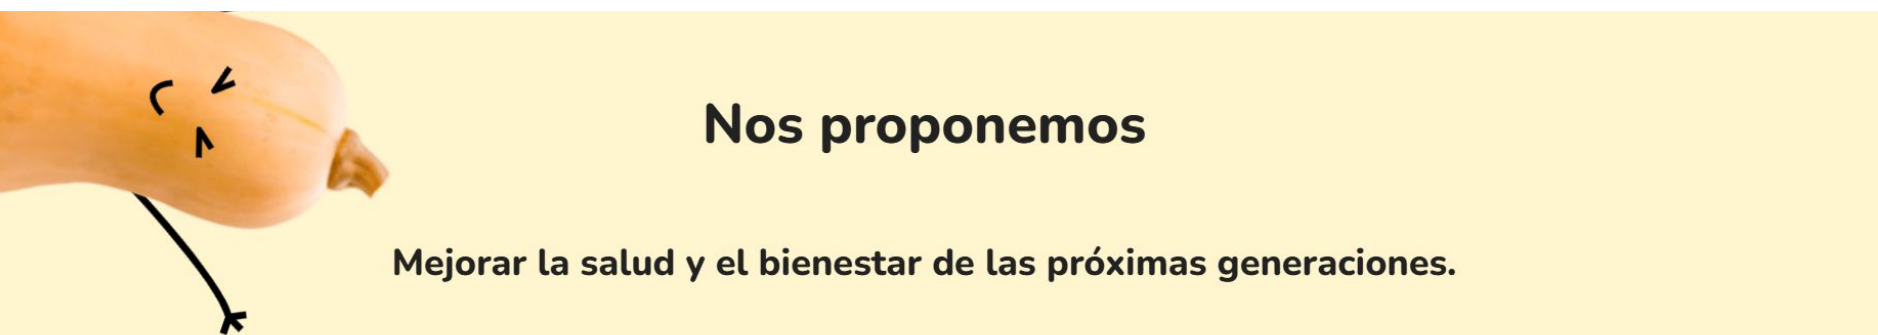 Nos proponemos
Mejorar la salud y el bienestar de las próximas generaciones.